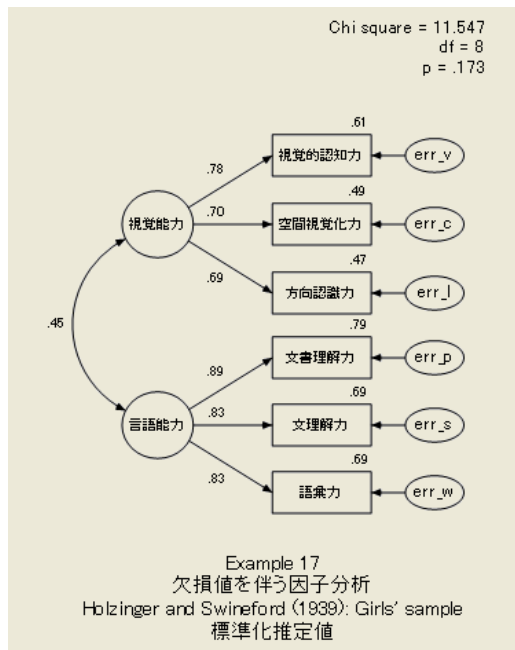 Chi square = 11.547
df = 8
p = .173
.61
視覚的認知力
err_v
.78
.49
視覚能力
.70
空間視覚化力
err_c
.47
.69
方向認識力
err_l
.45
.79
文書理解力
err_p
.89
.69
言語能力
.83
文理解力
err_s
.69
.83
語彙力
err_w
Example 17
欠損値を伴う因子分析
Holzinger and Swineford (1939): Girls' sample
標準化推定値